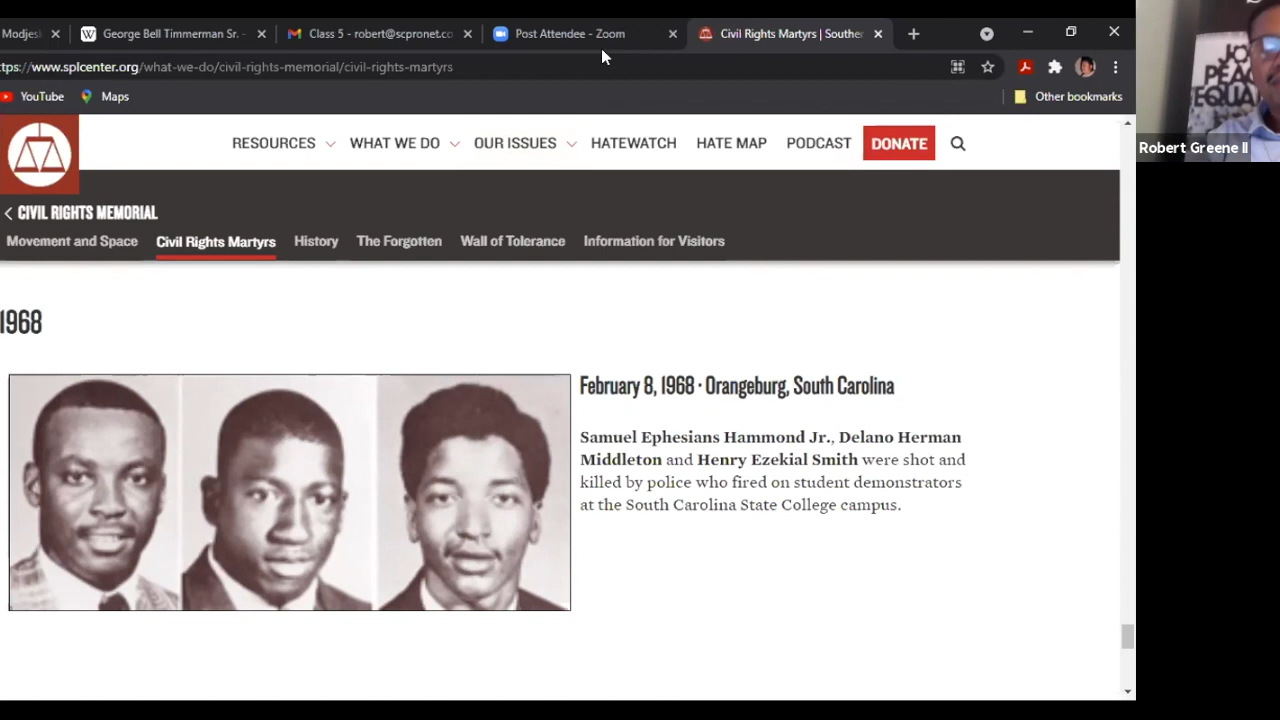 Modjesk
George Bell Timmerman Sr. -
Class 5 - robert@scpronet.co
Post Attendee - Zoom
Civil Rights Martyrs | Souther
tps://www.splcenter.org/what-we-do/civil-rights-memorial/civil-rights-martyrs
YouTube
Maps
Other bookmarks
RESOURCES
WHAT WE DO
OUR ISSUES
HATEWATCH
HATE MAP
PODCAST
DONATE
CIVIL RIGHTS MEMORIAL
Movement and Space
Civil Rights Martyrs
History
The Forgotten
Wall of Tolerance
Information for Visitors
1968
February 8, 1968 · Orangeburg, South Carolina
Samuel Ephesians Hammond Jr., Delano Herman
Middleton and Henry Ezekial Smith were shot and
killed by police who fired on student demonstrators
at the South Carolina State College campus.
PEACE
Robert Greene II